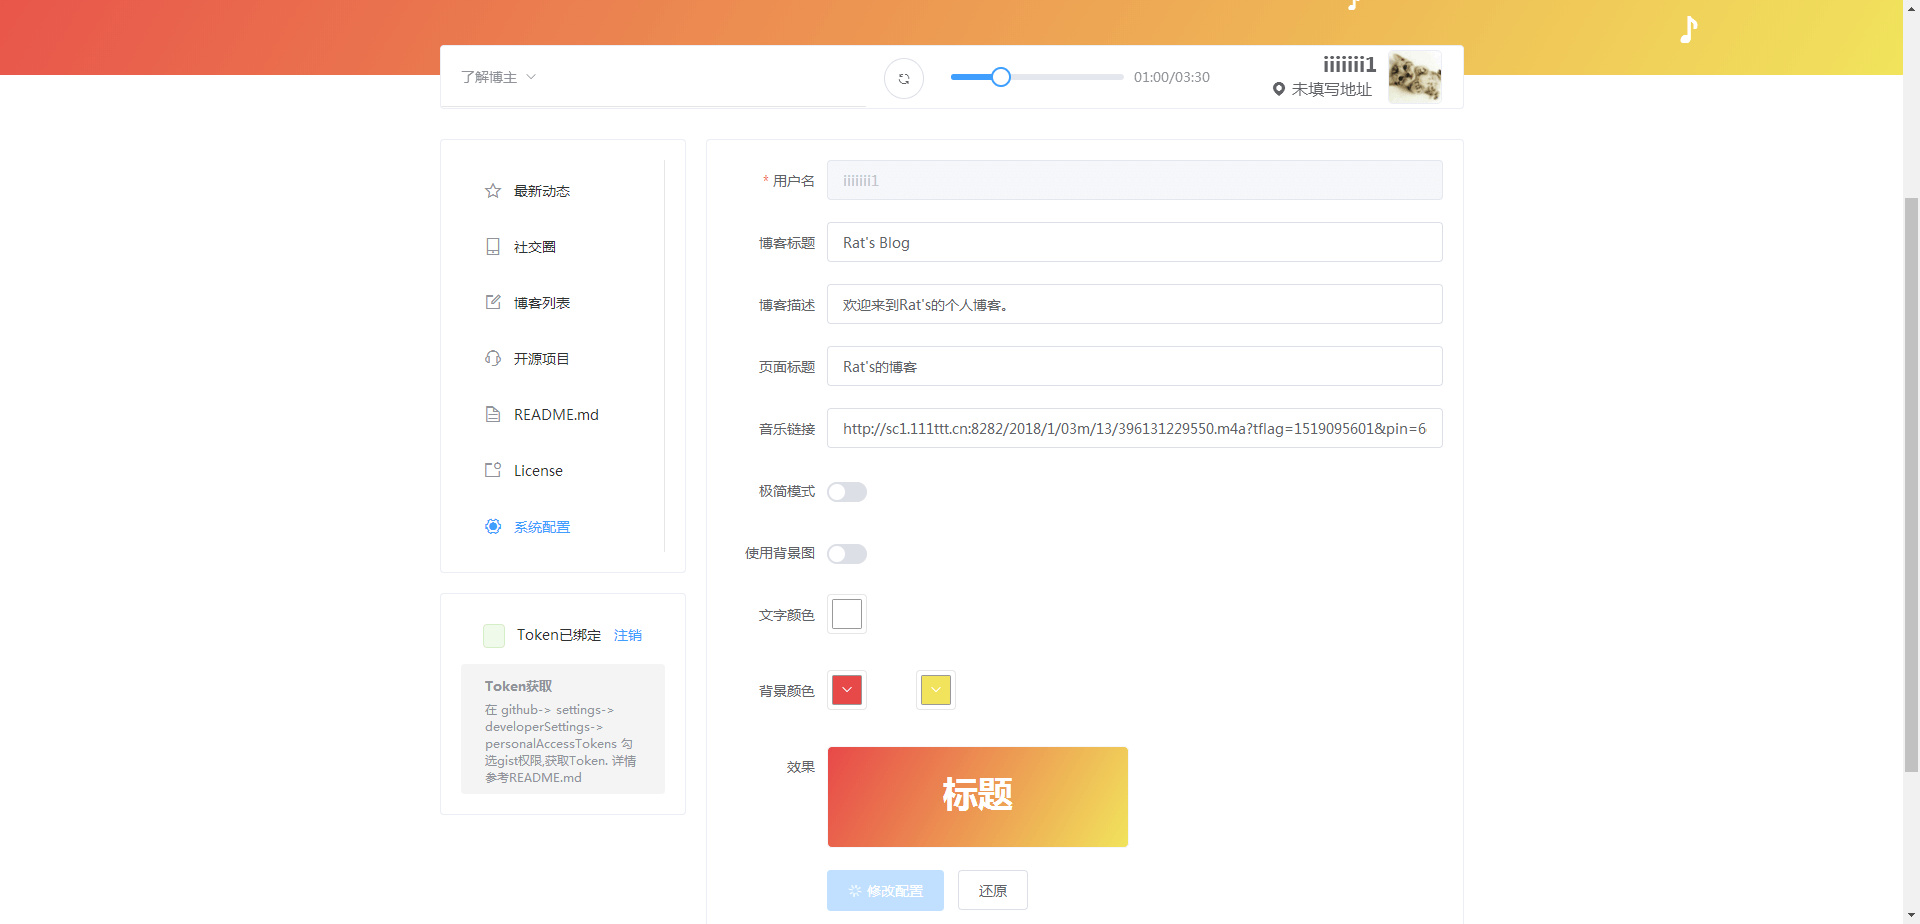 了解博主
01:00/03:30
iiiiiii1
未填写地址
最新动态
社交圈
博客列表
开源项目
README.md
License
系统配置
Token已绑定 注销
Token获取
在 github-> settings->
developerSettings->
personalAccessTokens 勾
选gist权限,获取Token. 详情
参考README.md
* 用户名 iiiiiii1
博客标题 Rat's Blog
博客描述 欢迎来到Rat's的个人博客。
页面标题 Rat's的博客
音乐链接 http://sc1.111ttt.cn:8282/2018/1/03m/13/396131229550.m4a?tflag=1519095601&pin=6
极简模式
使用背景图
文字颜色
背景颜色
效果 标题
修改配置 还原